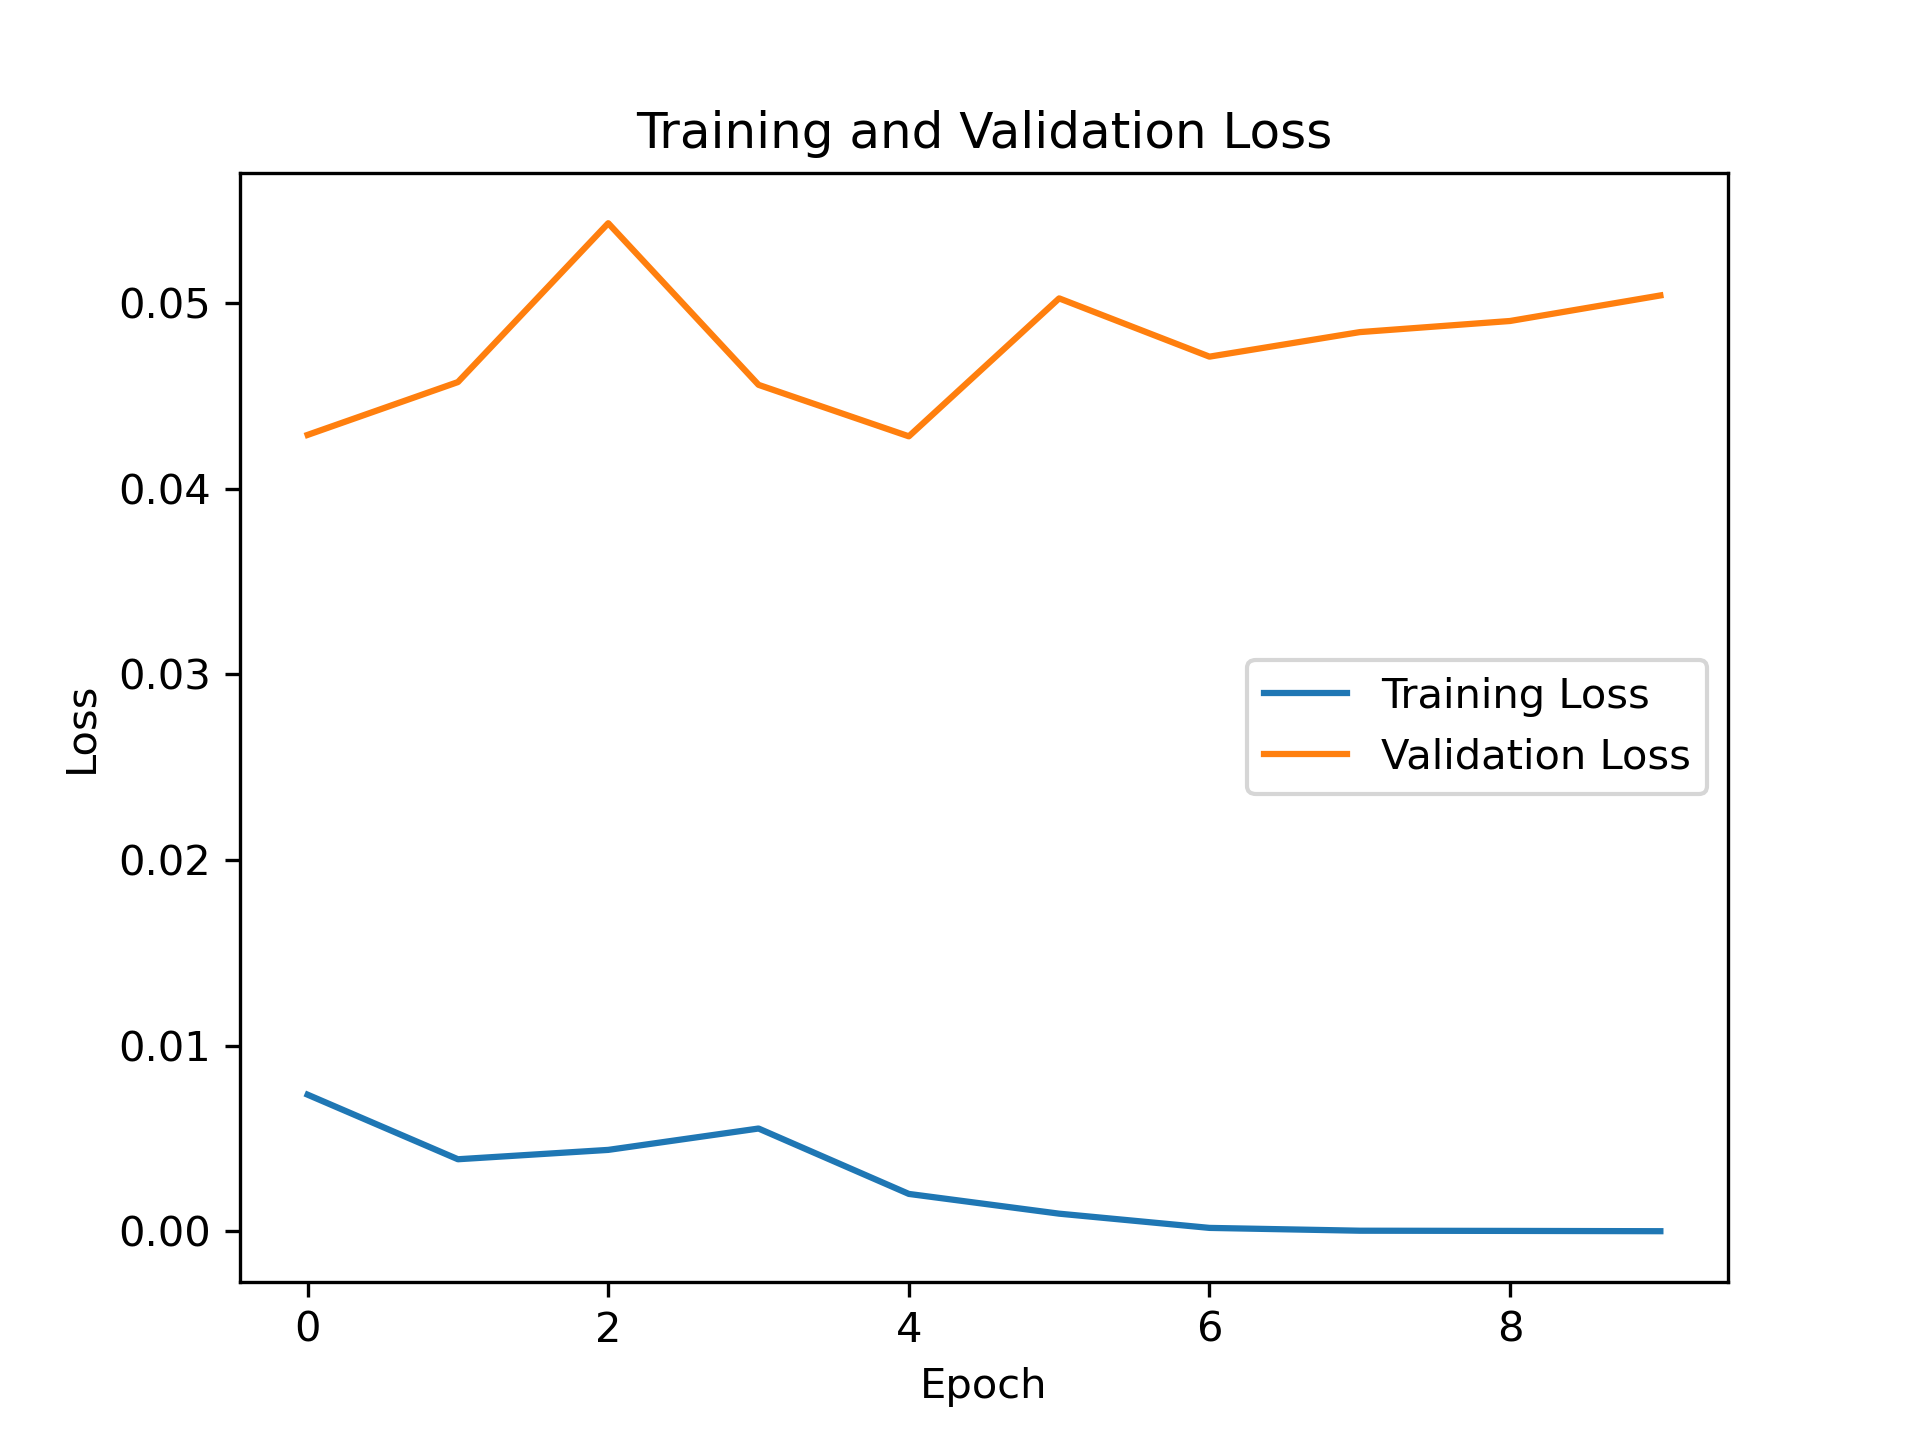 Training and Validation Loss
0.05
0.04
0.03
0.02
0.01
0.00
Loss
Training Loss
Validation Loss
0 2 4 6 8
Epoch